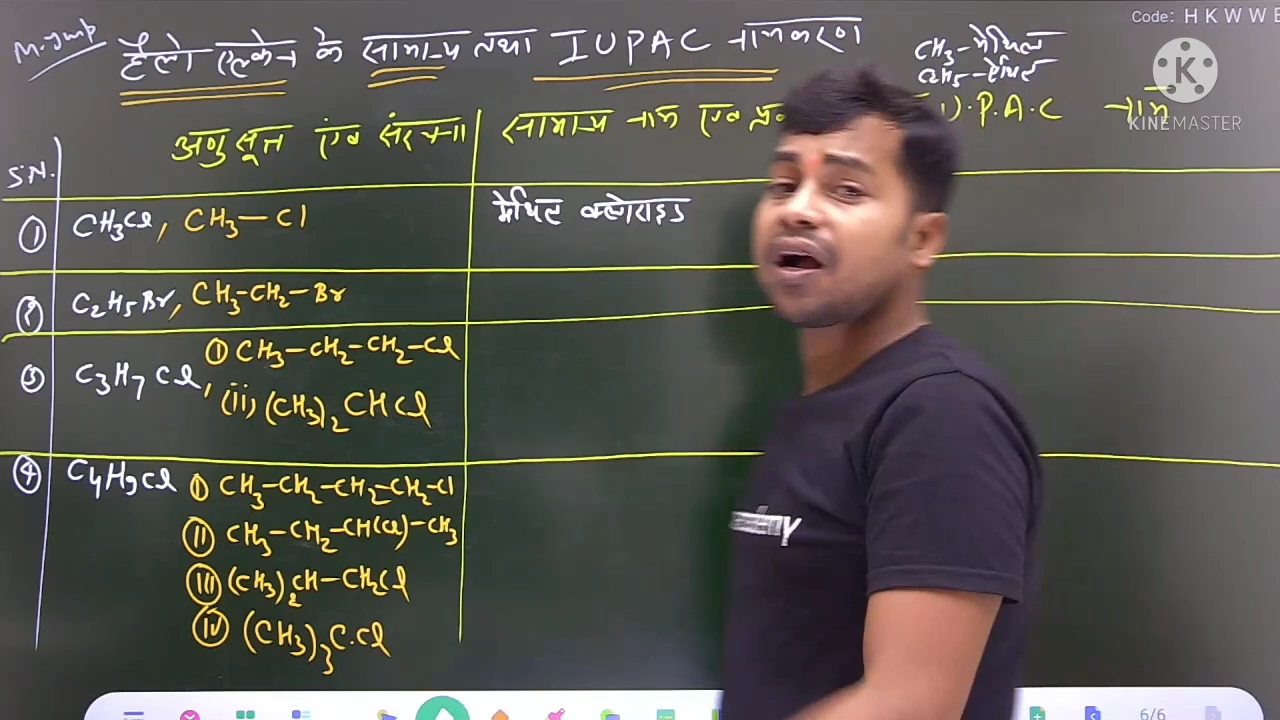 Code: H K W W E
M.Imp
हैलो एल्केन के सामान्य तथा IUPAC नामकरण
CH₃-मेथिल
C₂H₅-एथिल
KINEMASTER
S.N.
अणु सूत्र एंव संरचना
सामान्य नाम एंव
I.U.P.A.C नाम
① CH₃Cl, CH₃—Cl
मेथिल क्लोराइड
② C₂H₅Br, CH₃-CH₂-Br
③ C₃H₇Cl, ① CH₃-CH₂-CH₂-Cl
(ii) (CH₃)₂CHCl
④ C₄H₉Cl ① CH₃-CH₂-CH₂-CH₂-Cl
Ⅱ CH₃-CH₂-CH(Cl)-CH₃
Ⅲ (CH₃)₂CH-CH₂Cl
Ⅳ (CH₃)₃C.Cl
6/6